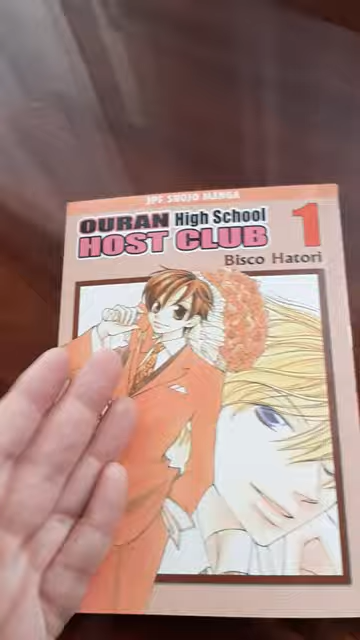 JPF SHOJO MANGA
OURAN High School
HOST CLUB
1
Bisco Hatori